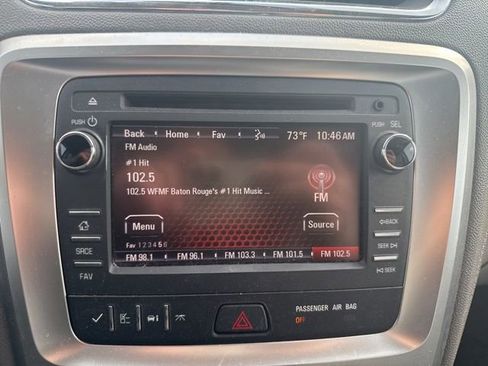 PUSH SEL
PUSH
Back Home Fav 73°F 10:46AM
FM Audio
#1 Hit
102.5
102.5 WFMF Baton Rouge's #1 Hit Music ...
FM
Menu Source
Fav 1 2 3 4 5 6
FM 98.1 FM 96.1 FM 103.3 FM 101.5 FM 102.5
SRCE
FAV
BACK
SEEK
SEEK
PASSENGER AIR BAG
OFF